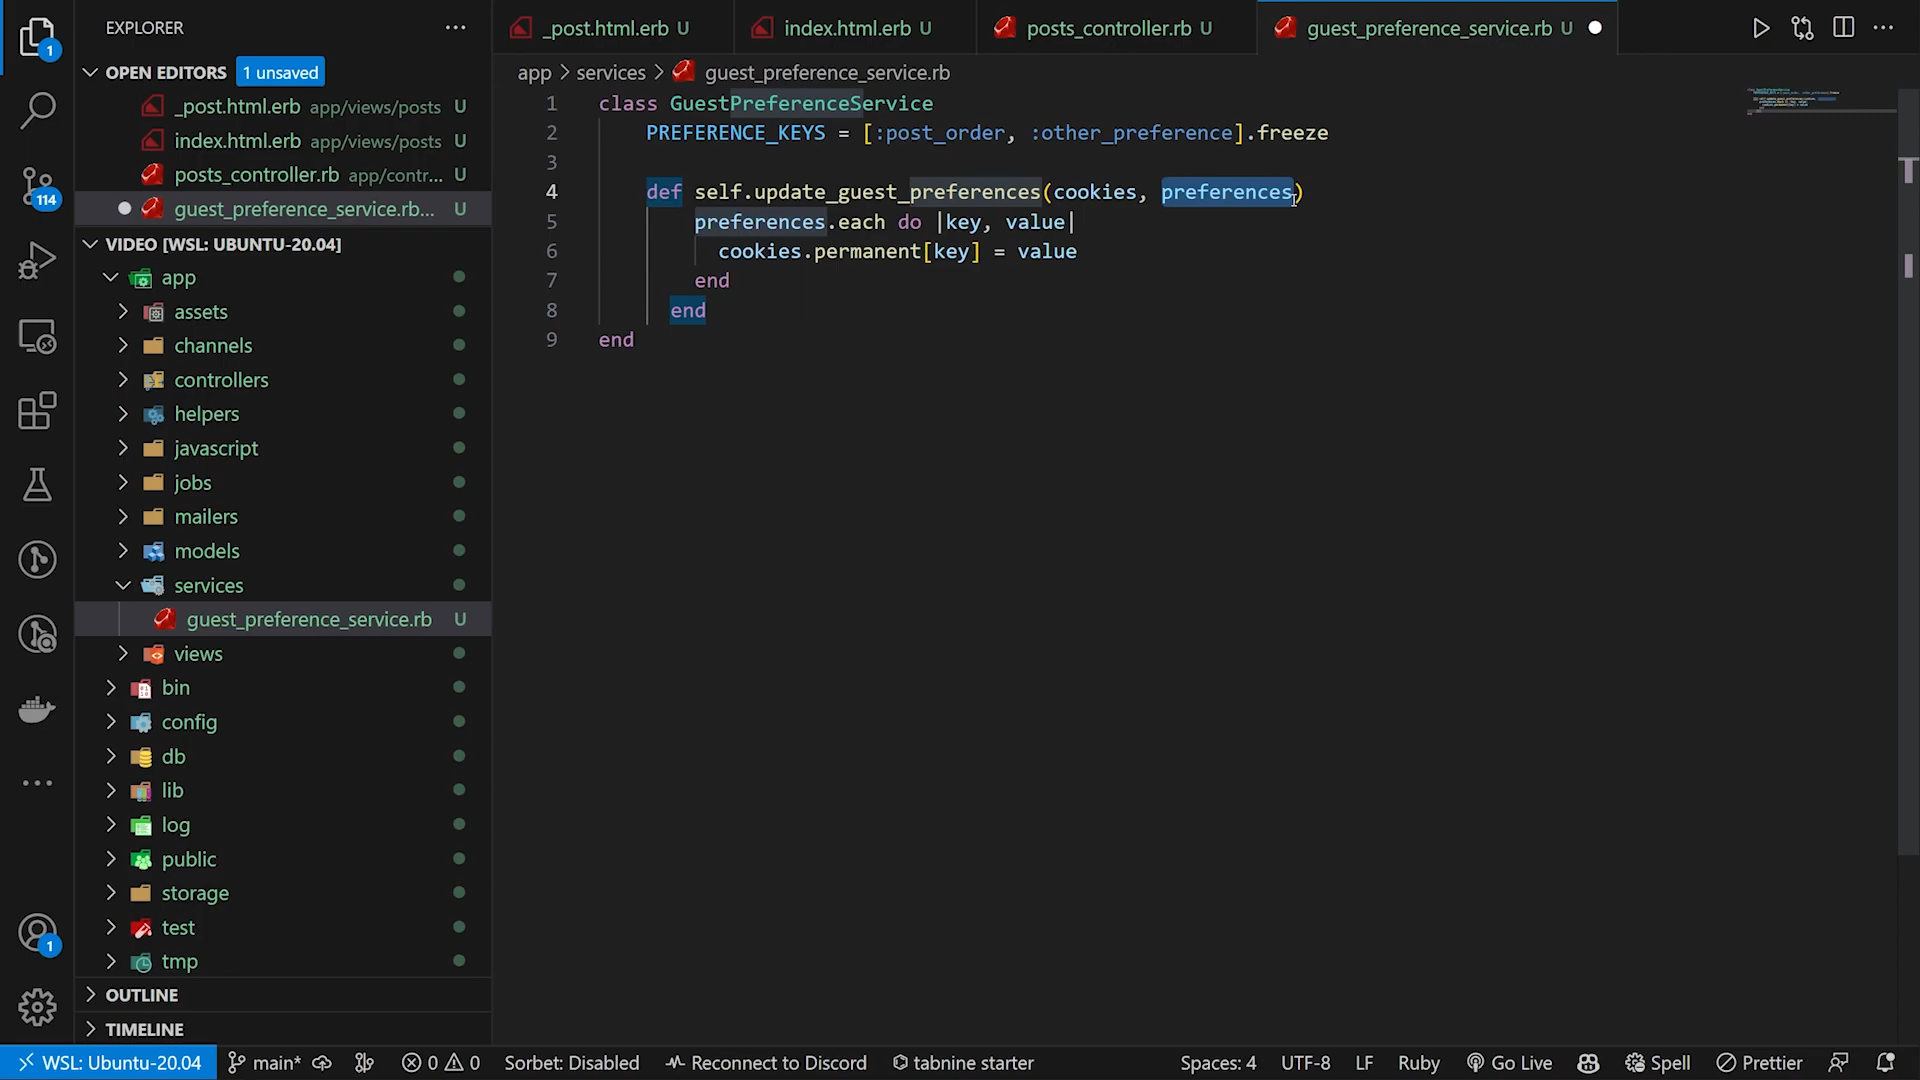 EXPLORER
OPEN EDITORS 1 unsaved
_post.html.erb app/views/posts U
index.html.erb app/views/posts U
posts_controller.rb app/contr... U
guest_preference_service.rb... U
VIDEO [WSL: UBUNTU-20.04]
app
assets
channels
controllers
helpers
javascript
jobs
mailers
models
services
guest_preference_service.rb U
views
bin
config
db
lib
log
public
storage
test
tmp
OUTLINE
TIMELINE
1
114
1
_post.html.erb U
index.html.erb U
posts_controller.rb U
guest_preference_service.rb U
app > services > guest_preference_service.rb
1 class GuestPreferenceService
2 PREFERENCE_KEYS = [:post_order, :other_preference].freeze
3
4 def self.update_guest_preferences(cookies, preferences)
5 preferences.each do |key, value|
6 cookies.permanent[key] = value
7 end
8 end
9 end
WSL: Ubuntu-20.04 main* 0 0 Sorbet: Disabled Reconnect to Discord tabnine starter Spaces: 4 UTF-8 LF Ruby Go Live Spell Prettier